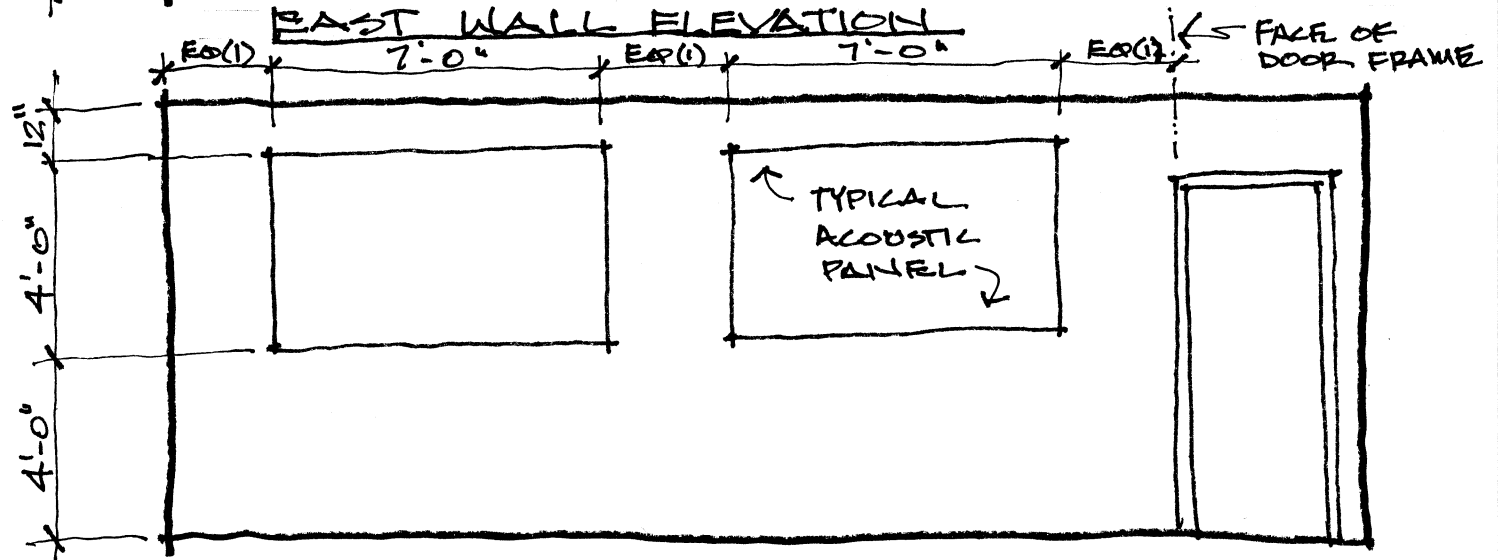 EAST WALL ELEVATION
EQ(1) 7'-0" EQ(1) 7'-0" EQ(1)
FACE OF
DOOR FRAME
12"
4'-0"
4'-0"
TYPICAL
ACOUSTIC
PANEL